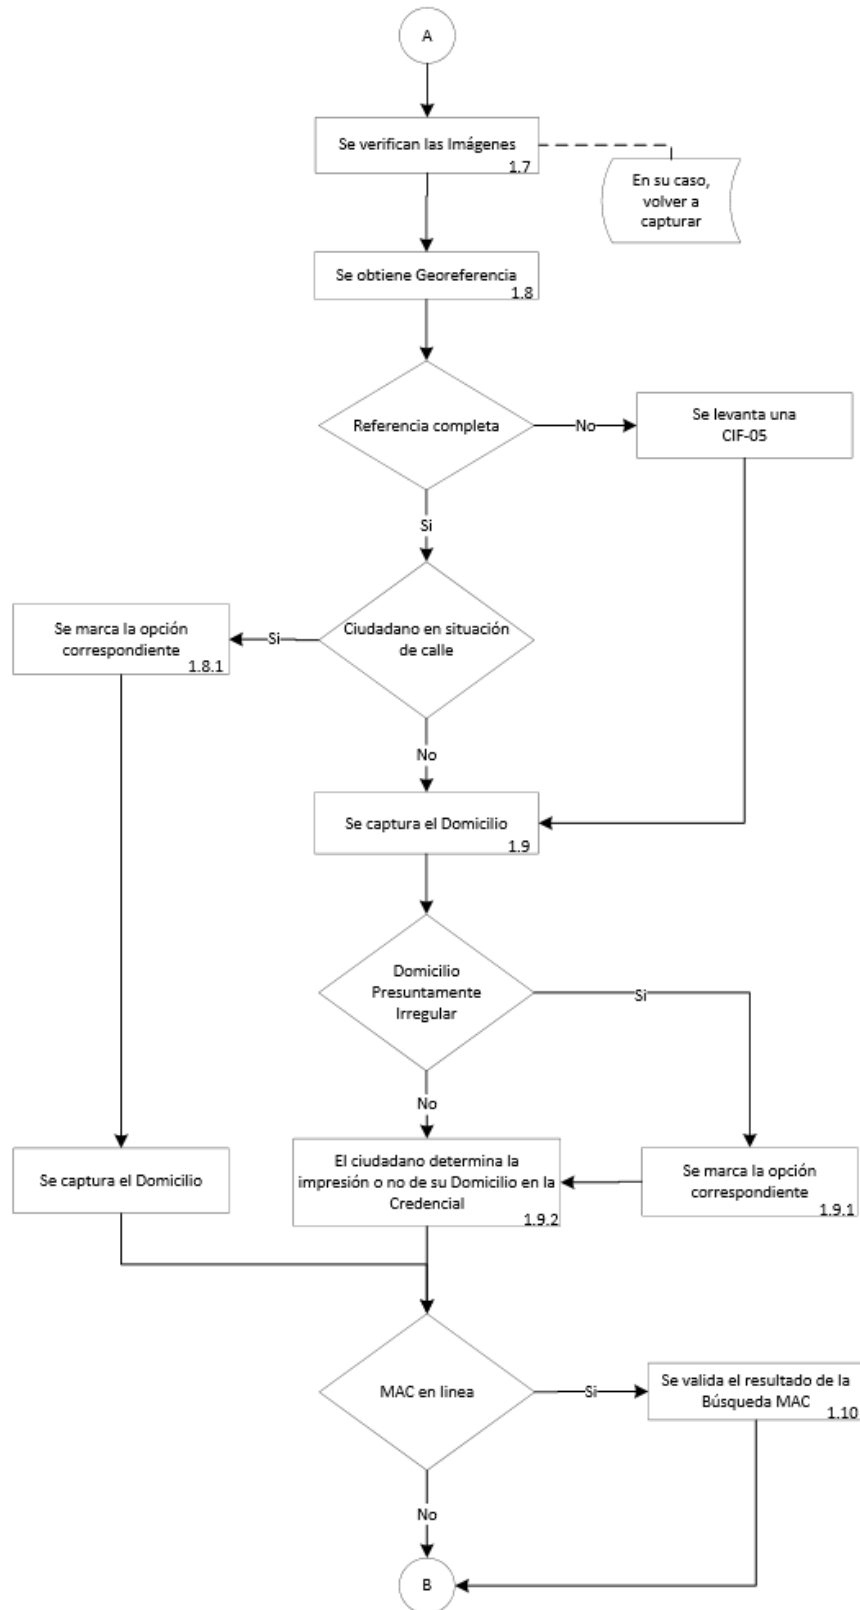 A
Se verifican las Imágenes
1.7
En su caso,
volver a
capturar
Se obtiene Georeferencia
1.8
Referencia completa
No
Se levanta una
CIF-05
Si
Ciudadano en situación
de calle
Si
Se marca la opción
correspondiente
1.8.1
No
Se captura el Domicilio
1.9
Domicilio
Presuntamente
Irregular
Si
No
Se captura el Domicilio
El ciudadano determina la
impresión o no de su Domicilio en la
Credencial
1.9.2
Se marca la opción
correspondiente
1.9.1
MAC en linea
Si
Se valida el resultado de la
Búsqueda MAC
1.10
No
B